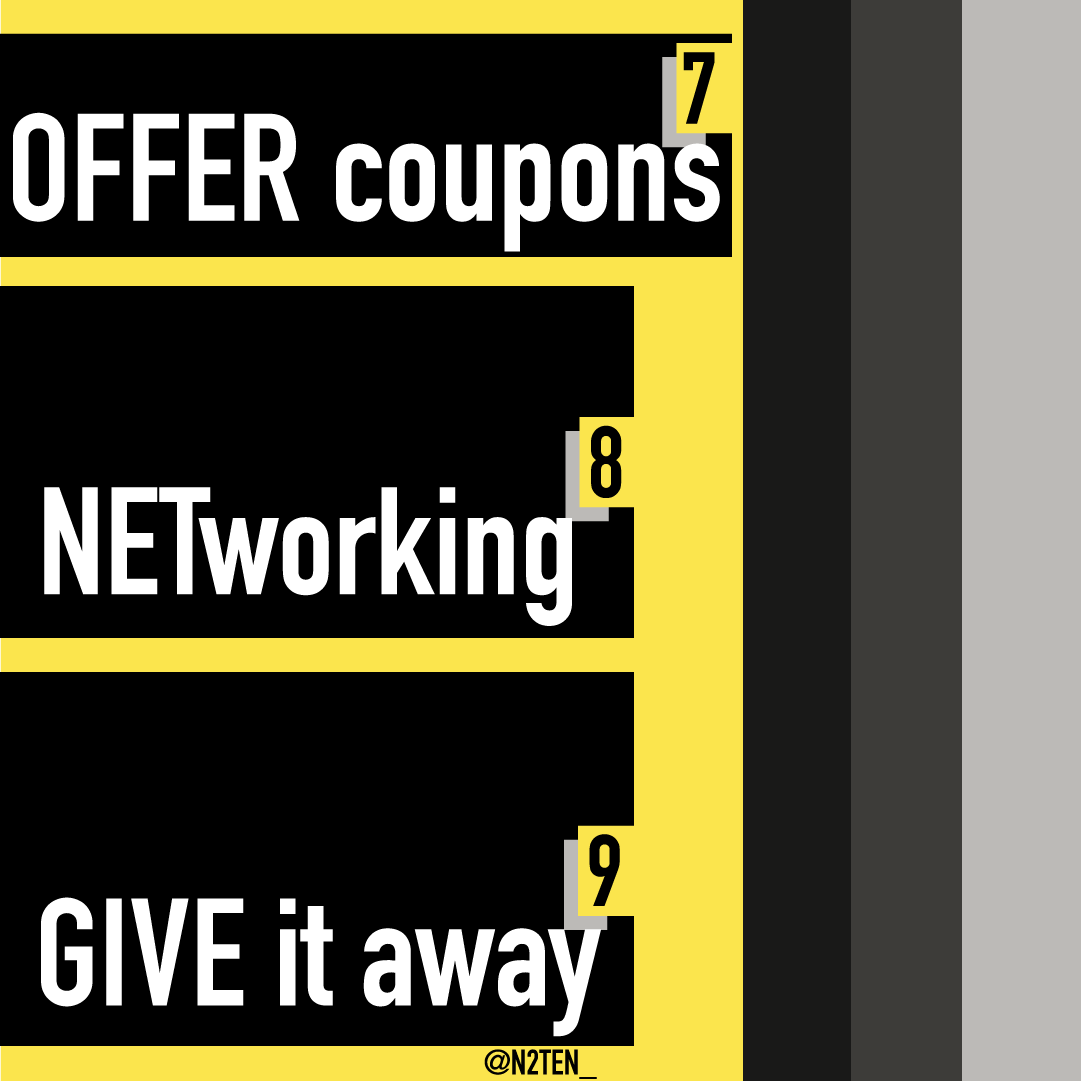 7
OFFER coupons
8
NETworking
9
GIVE it away
@N2TEN_